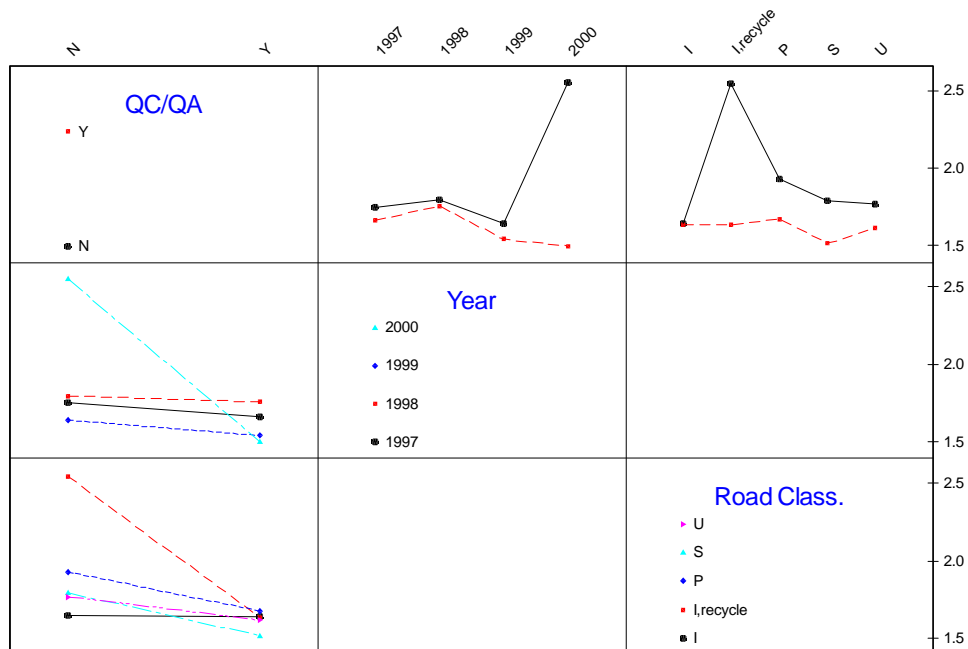 N Y 1997 1998 1999 2000 I I,recycle P S U
QC/QA
Y
N
2.5
2.0
1.5
Year
2000
1999
1998
1997
2.5
2.0
1.5
Road Class.
U
S
P
I,recycle
I
2.5
2.0
1.5